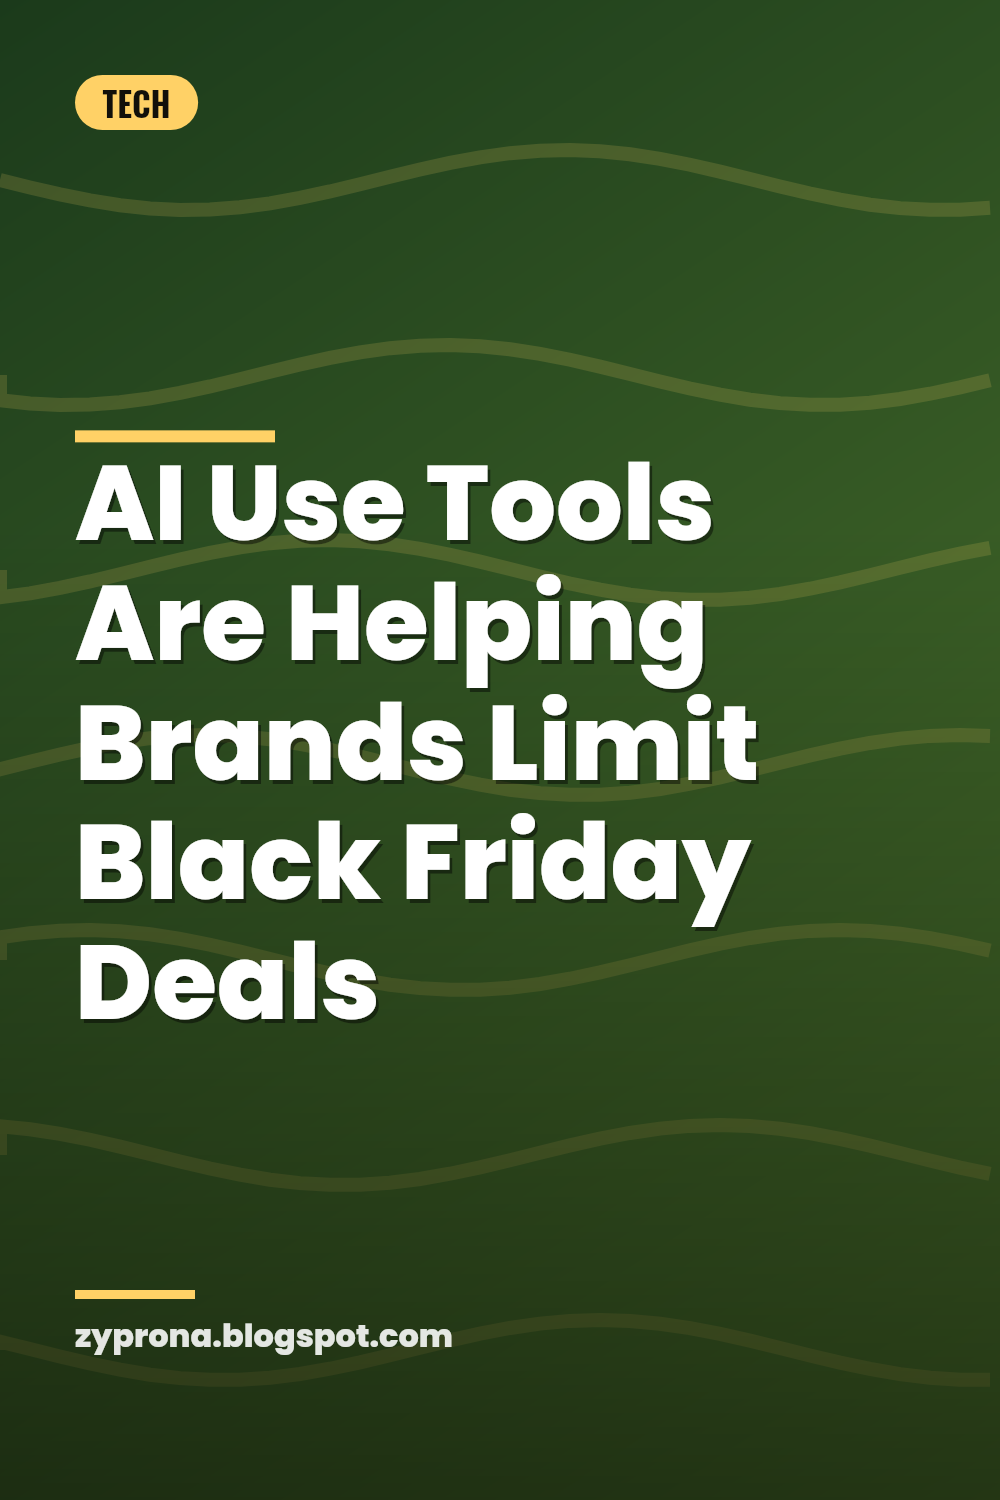 TECH
AI Use Tools
Are Helping
Brands Limit
Black Friday
Deals
zyprona.blogspot.com